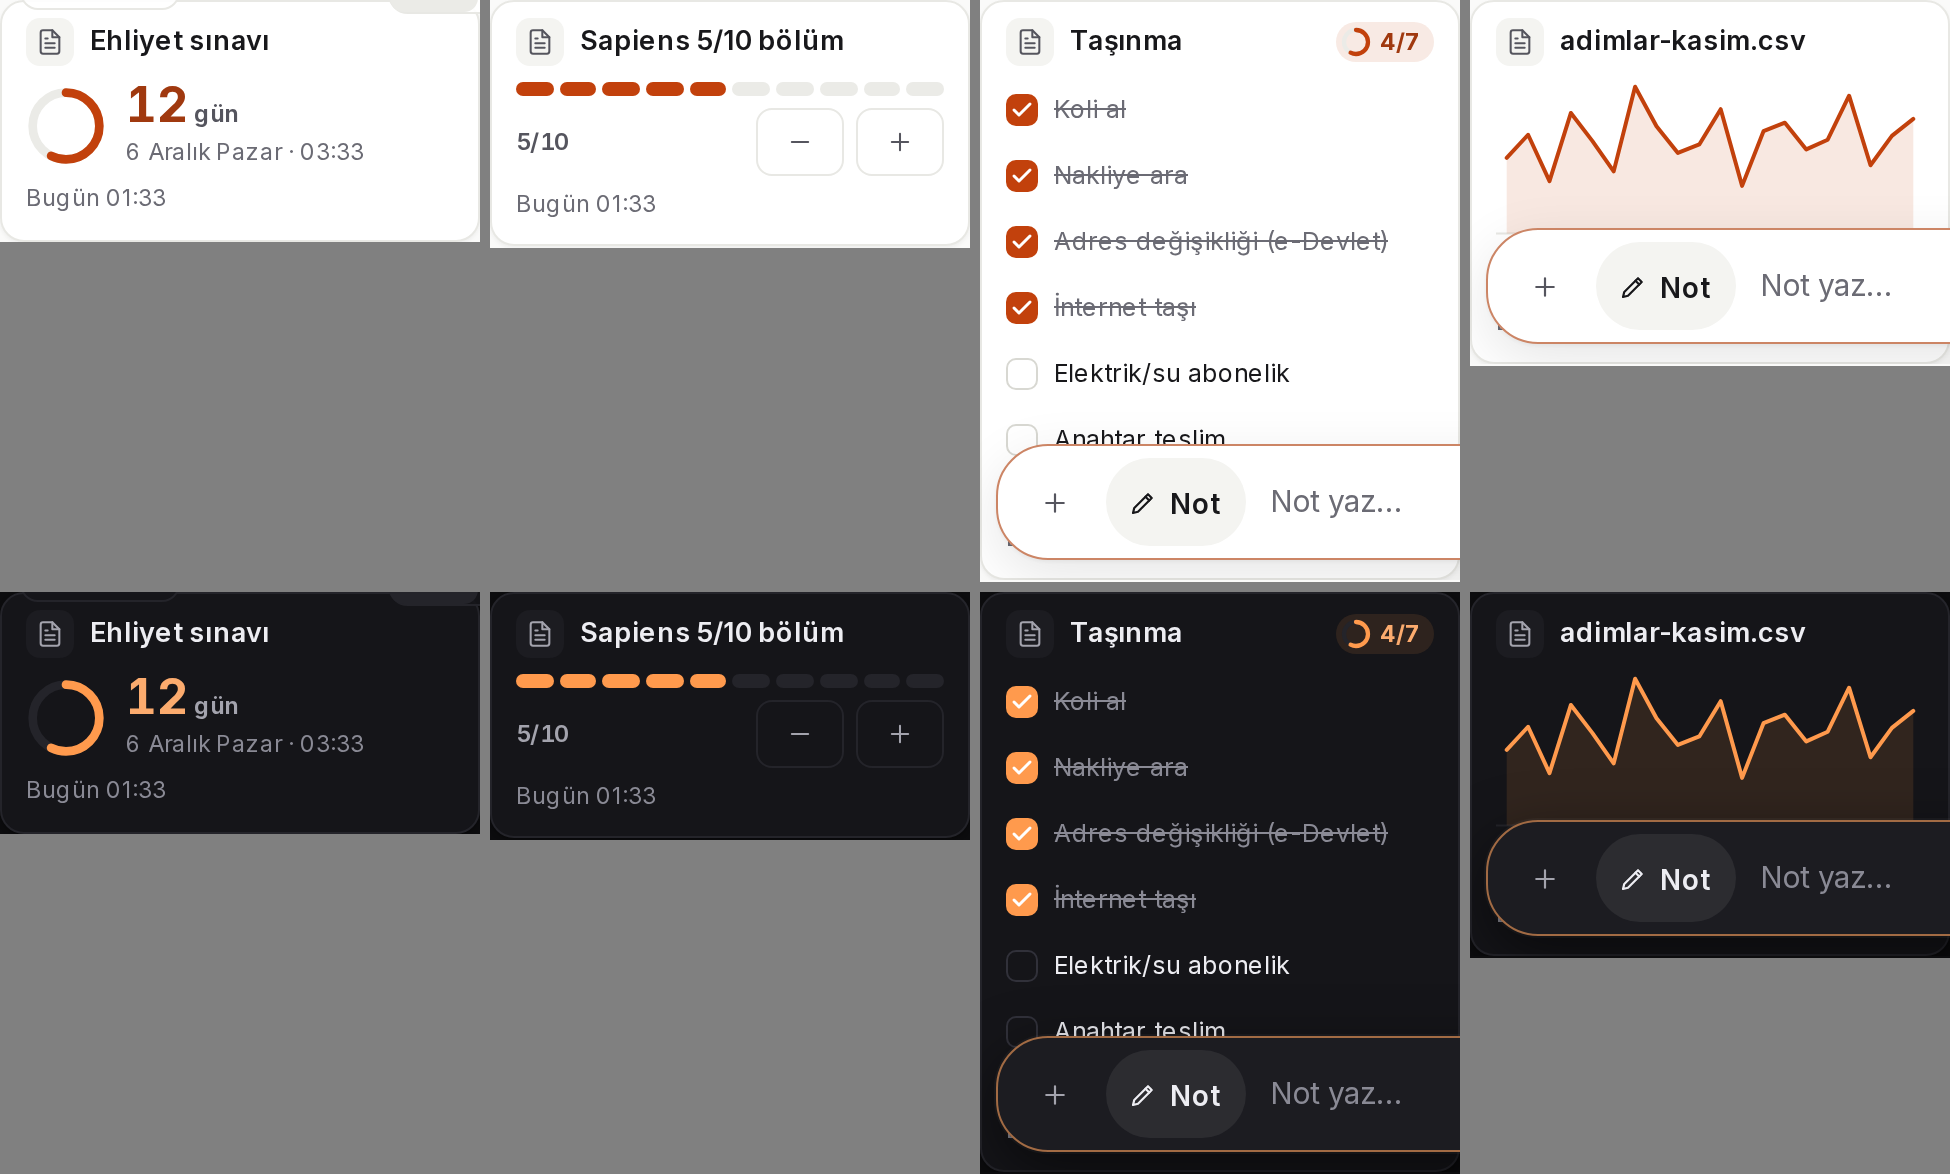 Ehliyet sınavı
12 gün
6 Aralık Pazar · 03:33
Bugün 01:33
Sapiens 5/10 bölüm
5/10
Bugün 01:33
Taşınma
4/7
Koli al
Nakliye ara
Adres değişikliği (e-Devlet)
İnternet taşı
Elektrik/su abonelik
Anahtar teslim
Not
Not yaz...
adimlar-kasim.csv
Not
Not yaz...
Ehliyet sınavı
12 gün
6 Aralık Pazar · 03:33
Bugün 01:33
Sapiens 5/10 bölüm
5/10
Bugün 01:33
Taşınma
4/7
Koli al
Nakliye ara
Adres değişikliği (e-Devlet)
İnternet taşı
Elektrik/su abonelik
Anahtar teslim
Not
Not yaz...
adimlar-kasim.csv
Not
Not yaz...